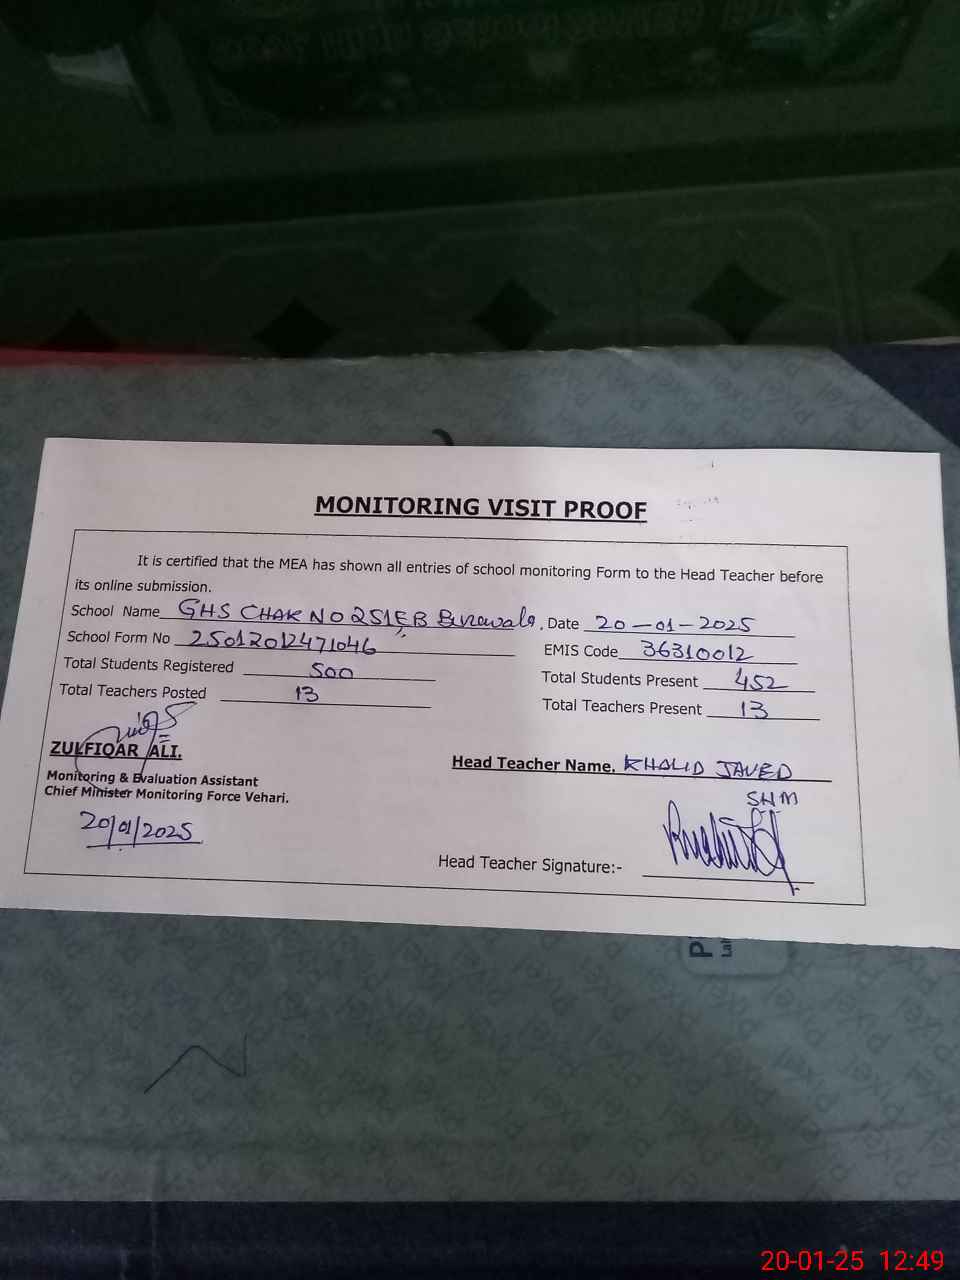 MONITORING VISIT PROOF
It is certified that the MEA has shown all entries of school monitoring Form to the Head Teacher before
its online submission.
School Name GHS CHAK NO 251EB Burewala. Date 20-01-2025
School Form No 25012012471046 EMIS Code 36310012
Total Students Registered 500 Total Students Present 452
Total Teachers Posted 13 Total Teachers Present 13
ZULFIQAR ALI. Head Teacher Name. KHALID JAVED
Monitoring & Evaluation Assistant SHM
Chief Minister Monitoring Force Vehari.
20/01/2025
Head Teacher Signature:-
20-01-25 12:49